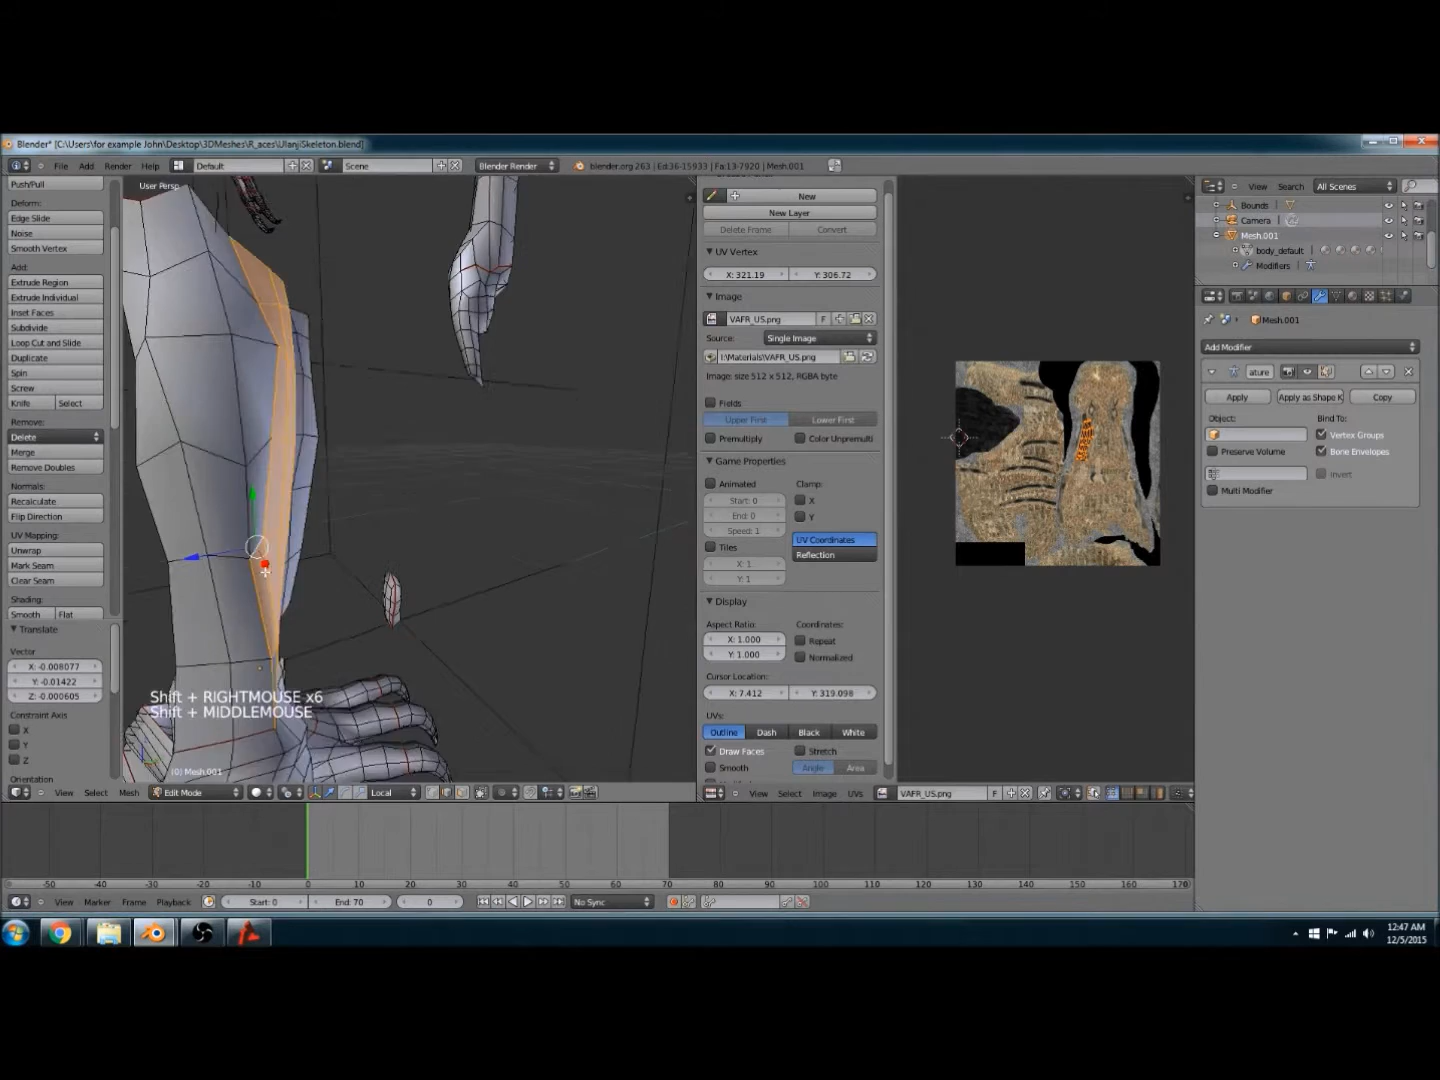 Blender* [C:\Users\for example John\Desktop\3DMeshes\R_aces\UlanjiSkeleton.blend]
File Add Render Help Default Scene Blender Render blender.org 263 | Ed:36-15933 | Fa:13-7920 | Mesh.001
Push/Pull
Deform:
Edge Slide
Noise
Smooth Vertex
Add:
Extrude Region
Extrude Individual
Inset Faces
Subdivide
Loop Cut and Slide
Duplicate
Spin
Screw
Knife Select
Remove:
Delete
Merge
Remove Doubles
Normals:
Recalculate
Flip Direction
UV Mapping:
Unwrap
Mark Seam
Clear Seam
Shading:
Smooth Flat
Translate
Vector
X: -0.008077
Y: -0.01422
Z: -0.000605
Constraint Axis
X
Y
Z
Orientation
User Persp
Shift + RIGHTMOUSE x6
Shift + MIDDLEMOUSE
(0) Mesh.001
View Select Mesh Edit Mode Local
New
New Layer
Delete Frame Convert
UV Vertex
X: 321.19 Y: 306.72
Image
VAFR_US.png F
Source: Single Image
I:\Materials\VAFR_US.png
Image: size 512 x 512, RGBA byte
Fields
Upper First Lower First
Premultiply Color Unpremulti
Game Properties
Animated Clamp:
Start: 0 X
End: 0 Y
Speed: 1
Tiles UV Coordinates
X: 1 Reflection
Y: 1
Display
Aspect Ratio: Coordinates:
X: 1.000 Repeat
Y: 1.000 Normalized
Cursor Location:
X: 7.412 Y: 319.098
UVs:
Outline Dash Black White
Draw Faces Stretch
Smooth Angle Area
View Select Image UVs VAFR_US.png F
View Search All Scenes
Bounds
Camera
Mesh.001
body_default
Modifiers
Mesh.001
Add Modifier
ature
Apply Apply as Shape K Copy
Object: Bind To:
Vertex Groups
Preserve Volume Bone Envelopes
Invert
Multi Modifier
-50 -40 -30 -20 -10 0 10 20 30 40 50 60 70 80 90 100 110 120 130 140 150 160 170
View Marker Frame Playback Start: 0 End: 70 0 No Sync
12:47 AM
12/5/2015